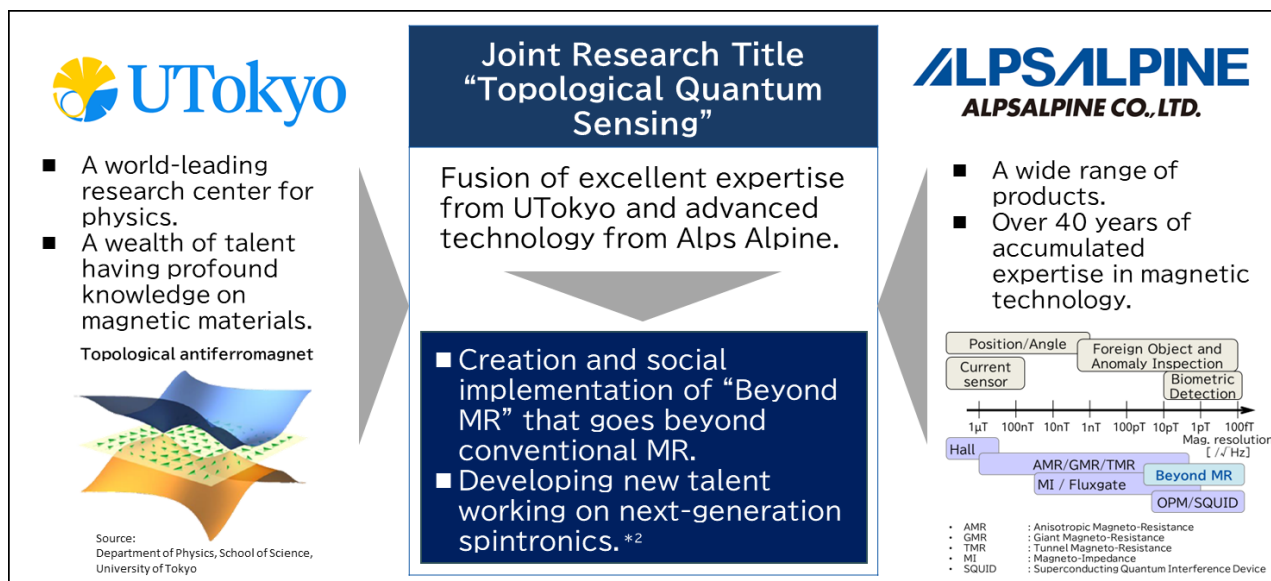 UTokyo
■ A world-leading
research center for
physics.
■ A wealth of talent
having profound
knowledge on
magnetic materials.
Topological antiferromagnet
Source:
Department of Physics, School of Science,
University of Tokyo
Joint Research Title
“Topological Quantum
Sensing”
Fusion of excellent expertise
from UTokyo and advanced
technology from Alps Alpine.
■ Creation and social
implementation of “Beyond
MR” that goes beyond
conventional MR.
■ Developing new talent
working on next-generation
spintronics.*2
ALPSALPINE
ALPSALPINE CO.,LTD.
■ A wide range of
products.
■ Over 40 years of
accumulated
expertise in magnetic
technology.
Position/Angle
Foreign Object and
Anomaly Inspection
Current
sensor
Biometric
Detection
1μT 100nT 10nT 1nT 100pT 10pT 1pT 100fT
Mag. resolution
[ /√Hz]
Hall
AMR/GMR/TMR
Beyond MR
MI / Fluxgate
OPM/SQUID
• AMR : Anisotropic Magneto-Resistance
• GMR : Giant Magneto-Resistance
• TMR : Tunnel Magneto-Resistance
• MI : Magneto-Impedance
• SQUID : Superconducting Quantum Interference Device